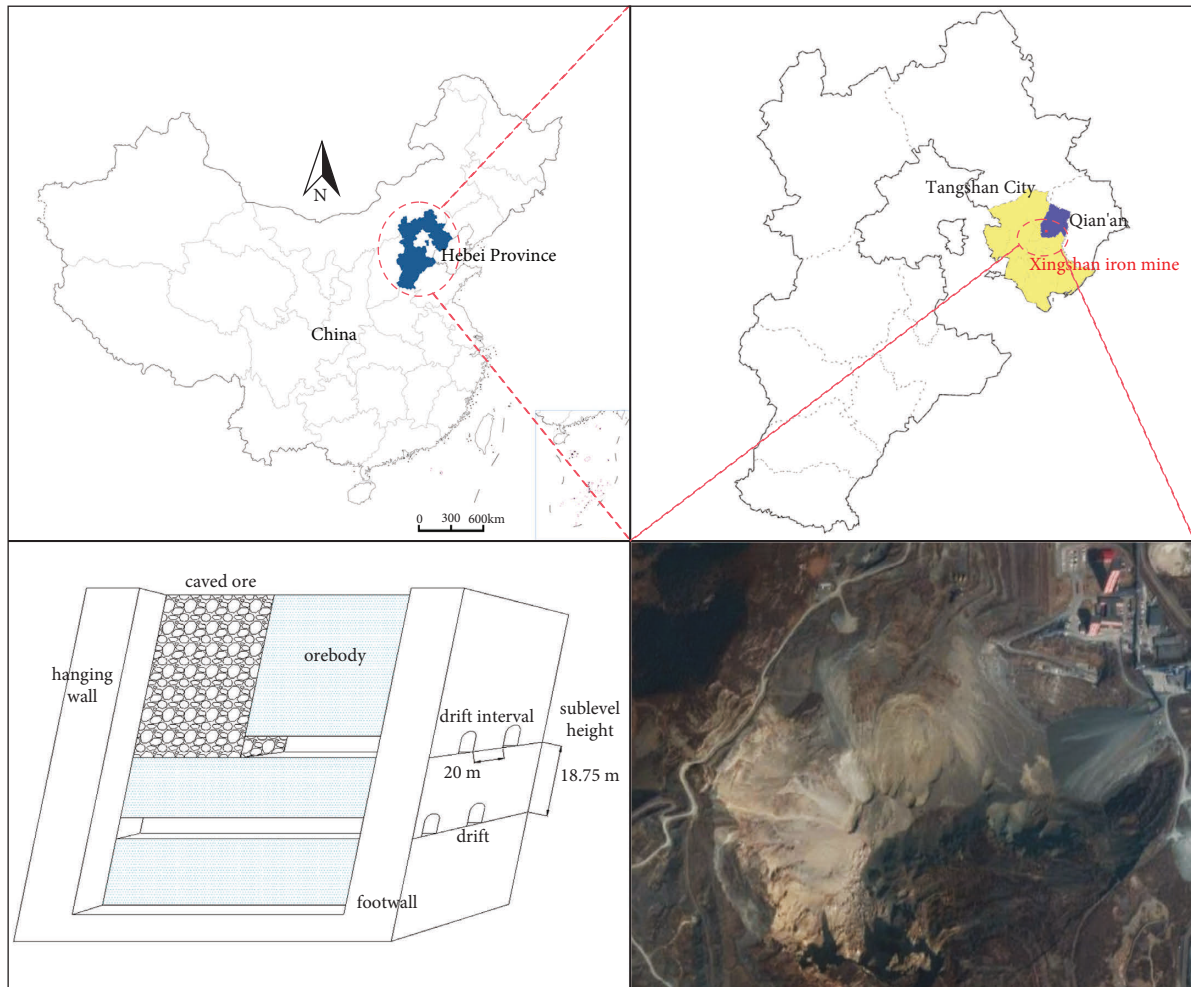 N
Hebei Province
China
0 300 600km
Tangshan City
Qian'an
Xingshan iron mine
caved ore
orebody
hanging
wall
drift interval
sublevel
height
20 m
18.75 m
drift
footwall